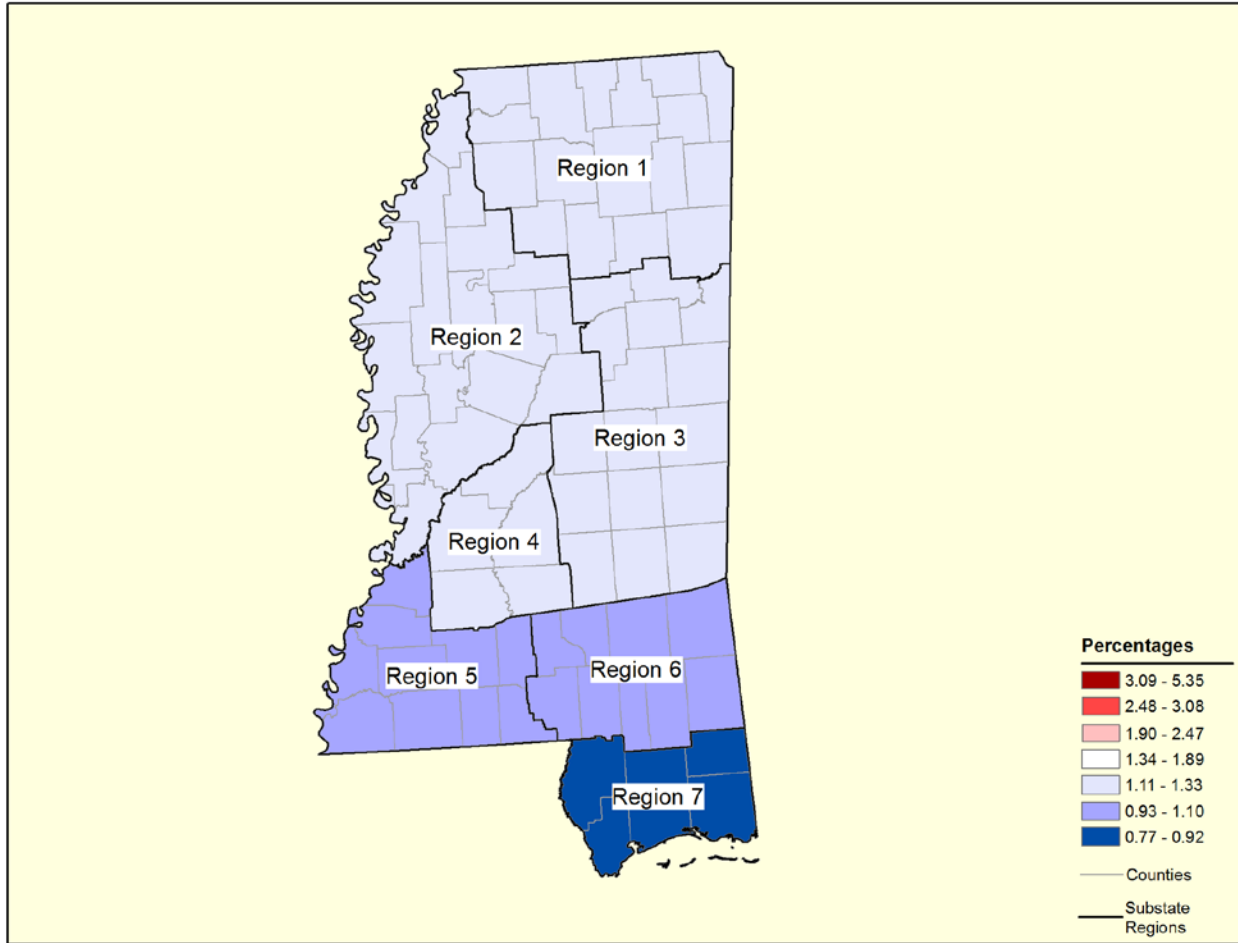 Region 1
Region 2
Region 3
Region 4
Region 5
Region 6
Region 7
Percentages
3.09 - 5.35
2.48 - 3.08
1.90 - 2.47
1.34 - 1.89
1.11 - 1.33
0.93 - 1.10
0.77 - 0.92
Counties
Substate
Regions